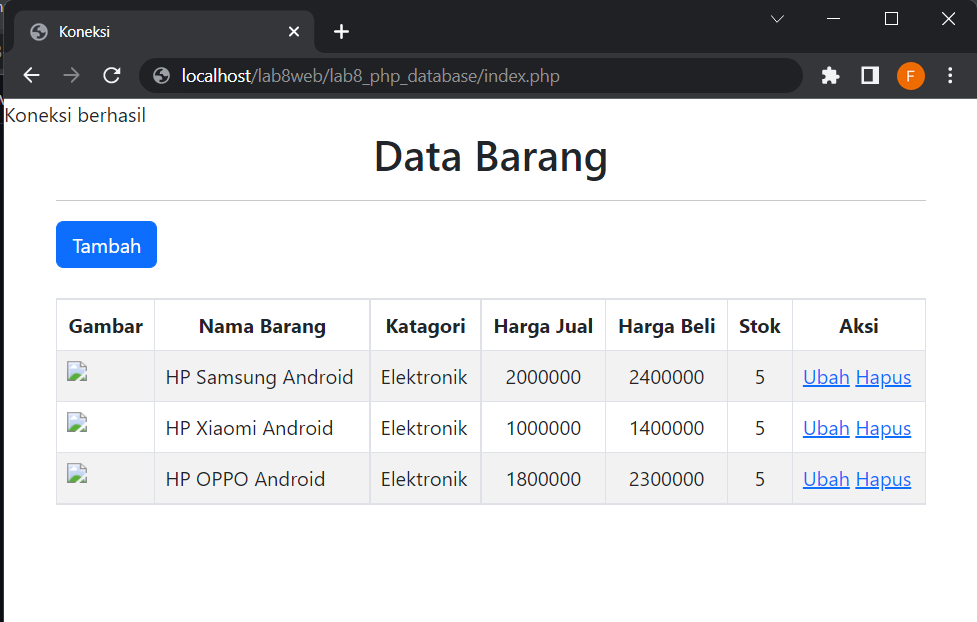 Koneksi
localhost/lab8web/lab8_php_database/index.php
F
Koneksi berhasil
Data Barang
Tambah
Gambar Nama Barang Katagori Harga Jual Harga Beli Stok Aksi
HP Samsung Android Elektronik 2000000 2400000 5 Ubah Hapus
HP Xiaomi Android Elektronik 1000000 1400000 5 Ubah Hapus
HP OPPO Android Elektronik 1800000 2300000 5 Ubah Hapus